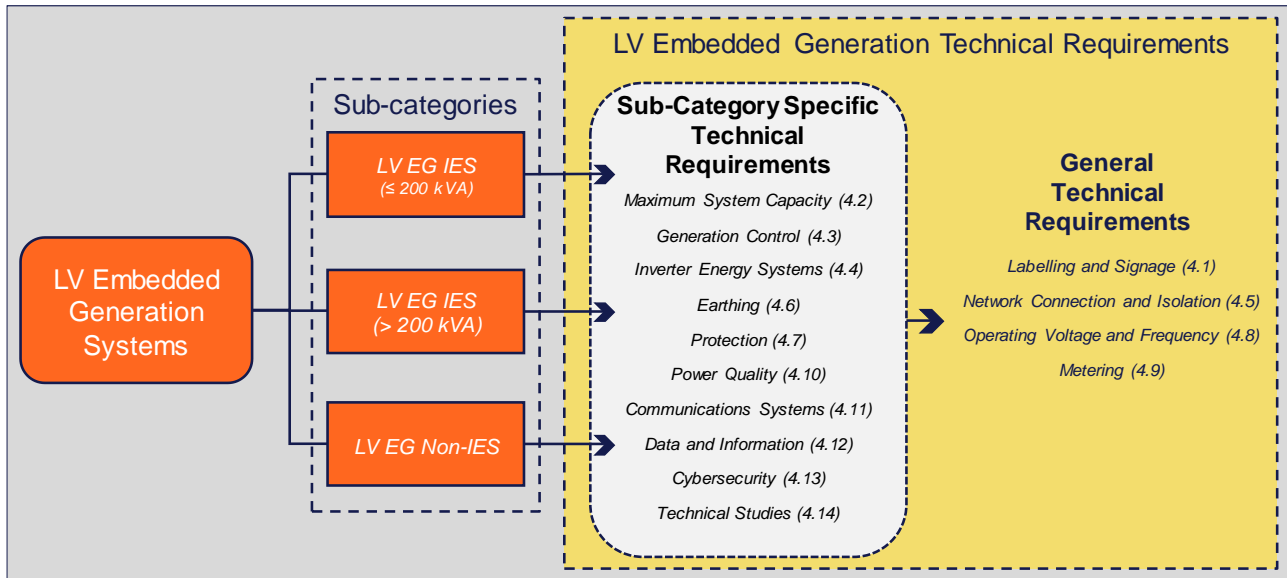 LV Embedded Generation Technical Requirements
Sub-categories
LV Embedded
Generation
Systems
LV EG IES
(≤ 200 kVA)
LV EG IES
(> 200 kVA)
LV EG Non-IES
Sub-Category Specific
Technical
Requirements
Maximum System Capacity (4.2)
Generation Control (4.3)
Inverter Energy Systems (4.4)
Earthing (4.6)
Protection (4.7)
Power Quality (4.10)
Communications Systems (4.11)
Data and Information (4.12)
Cybersecurity (4.13)
Technical Studies (4.14)
General
Technical
Requirements
Labelling and Signage (4.1)
Network Connection and Isolation (4.5)
Operating Voltage and Frequency (4.8)
Metering (4.9)